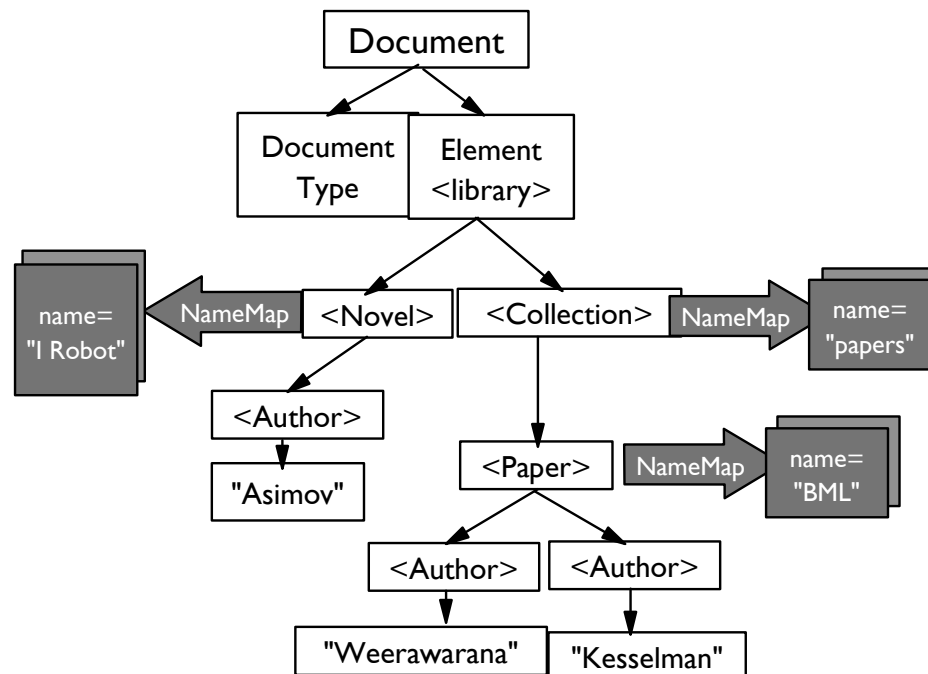 Document
Document
Type
Element
<library>
name=
"I Robot"
NameMap
<Novel>
<Collection>
NameMap
name=
"papers"
<Author>
"Asimov"
<Paper>
NameMap
name=
"BML"
<Author>
<Author>
"Weerawarana"
"Kesselman"